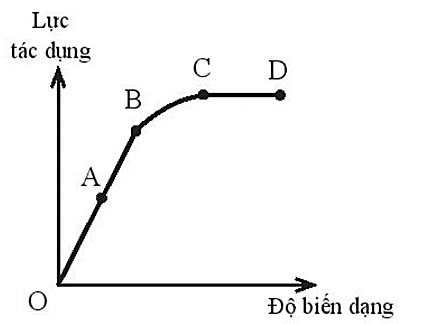 Lực
tác dụng
C
D
B
A
O
Độ biến dạng